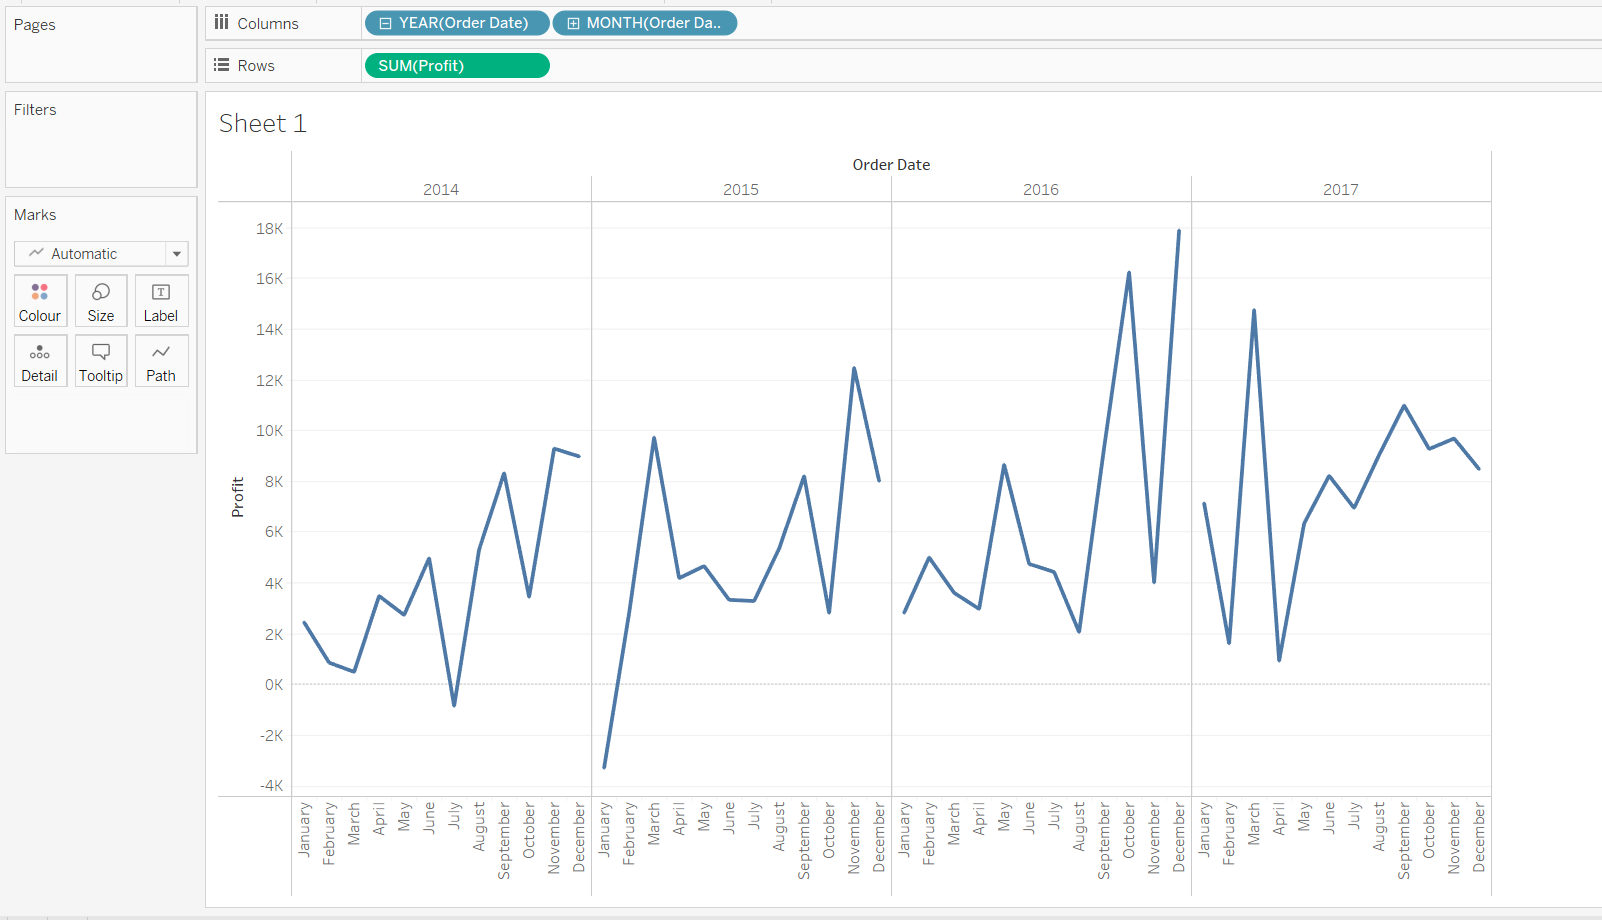 Pages
Columns
YEAR(Order Date)
MONTH(Order Da..
Rows
SUM(Profit)
Filters
Marks
Automatic
Colour
Size
T
Label
Detail
Tooltip
Path
Sheet 1
Order Date
2014
2015
2016
2017
Profit
18K
16K
14K
12K
10K
8K
6K
4K
2K
0K
-2K
-4K
January
February
March
April
May
June
July
August
September
October
November
December
January
February
March
April
May
June
July
August
September
October
November
December
January
February
March
April
May
June
July
August
September
October
November
December
January
February
March
April
May
June
July
August
September
October
November
December